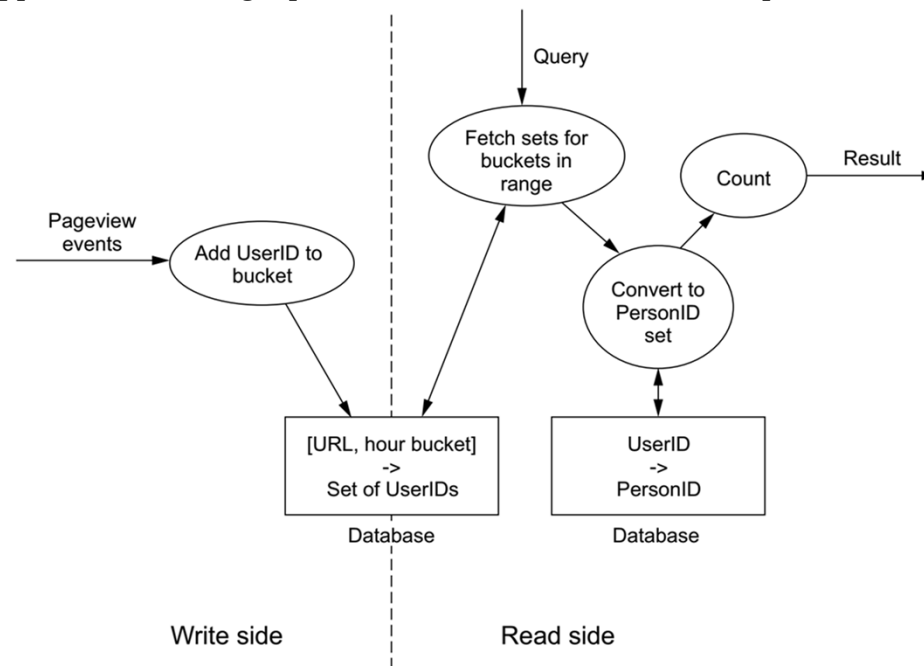 Query
Fetch sets for
buckets in
range
Count
Result
Pageview
events
Add UserID to
bucket
Convert to
PersonID
set
[URL, hour bucket]
->
Set of UserIDs
Database
UserID
->
PersonID
Database
Write side
Read side